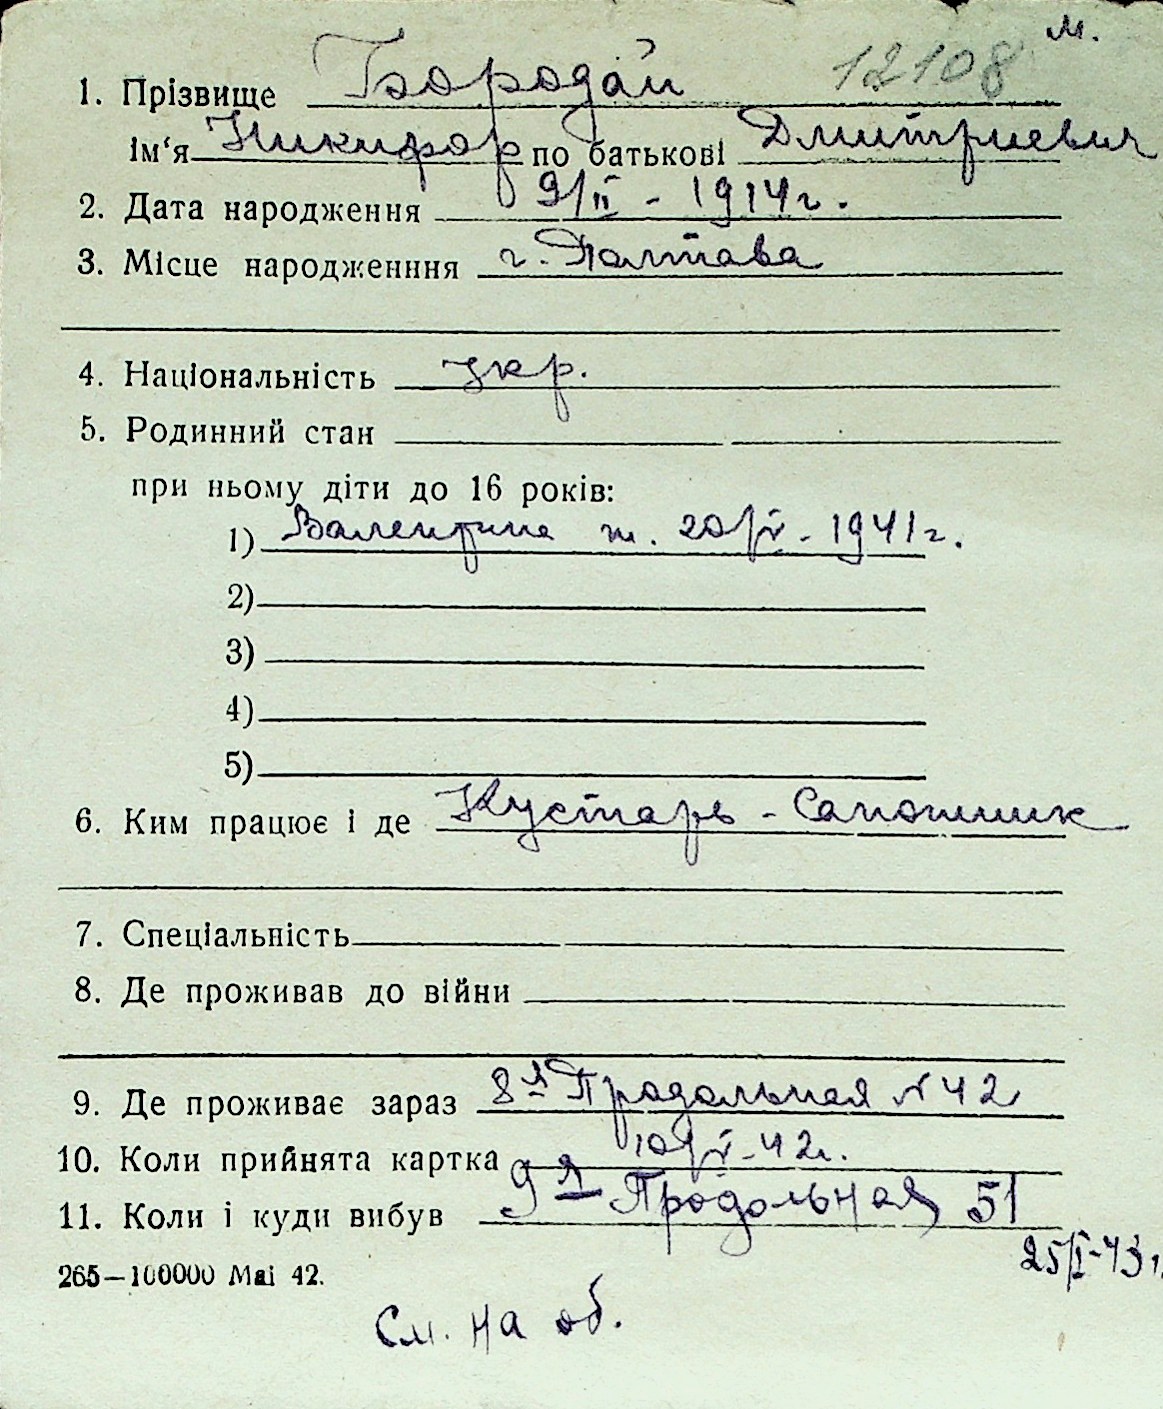 м.
1. Прізвище Бородай 12108
ім‘я Никифор по батькові Дмитриевич
2. Дата народження 9/II - 1914г.
3. Місце народженння г. Полтава
4. Національність укр.
5. Родинний стан
при ньому діти до 16 років:
1) Валентина ж. 20/V - 1941г.
2)
3)
4)
5)
6. Ким працює і де Кустарь - Сапожник
7. Спеціальність
8. Де проживав до війни
9. Де проживає зараз 8я Продольная № 42
10. Коли прийнята картка 10/V - 42г.
11. Коли і куди вибув 9я Продольная 51
25/I - 43г.
265—100000 Маі 42.
См. на об.